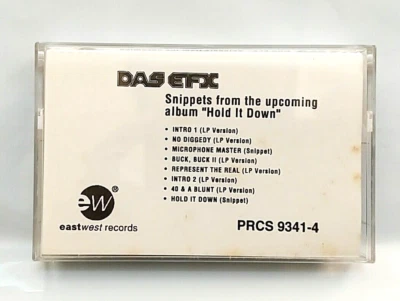 DAS EFX
Snippets from the upcoming
album "Hold It Down"
• INTRO 1 (LP Version)
• NO DIGGEDY (LP Version)
• MICROPHONE MASTER (Snippet)
• BUCK, BUCK II (LP Version)
• REPRESENT THE REAL (LP Version)
• INTRO 2 (LP Version)
• 40 & A BLUNT (LP Version)
• HOLD IT DOWN (Snippet)
ew®
eastwest records
PRCS 9341-4